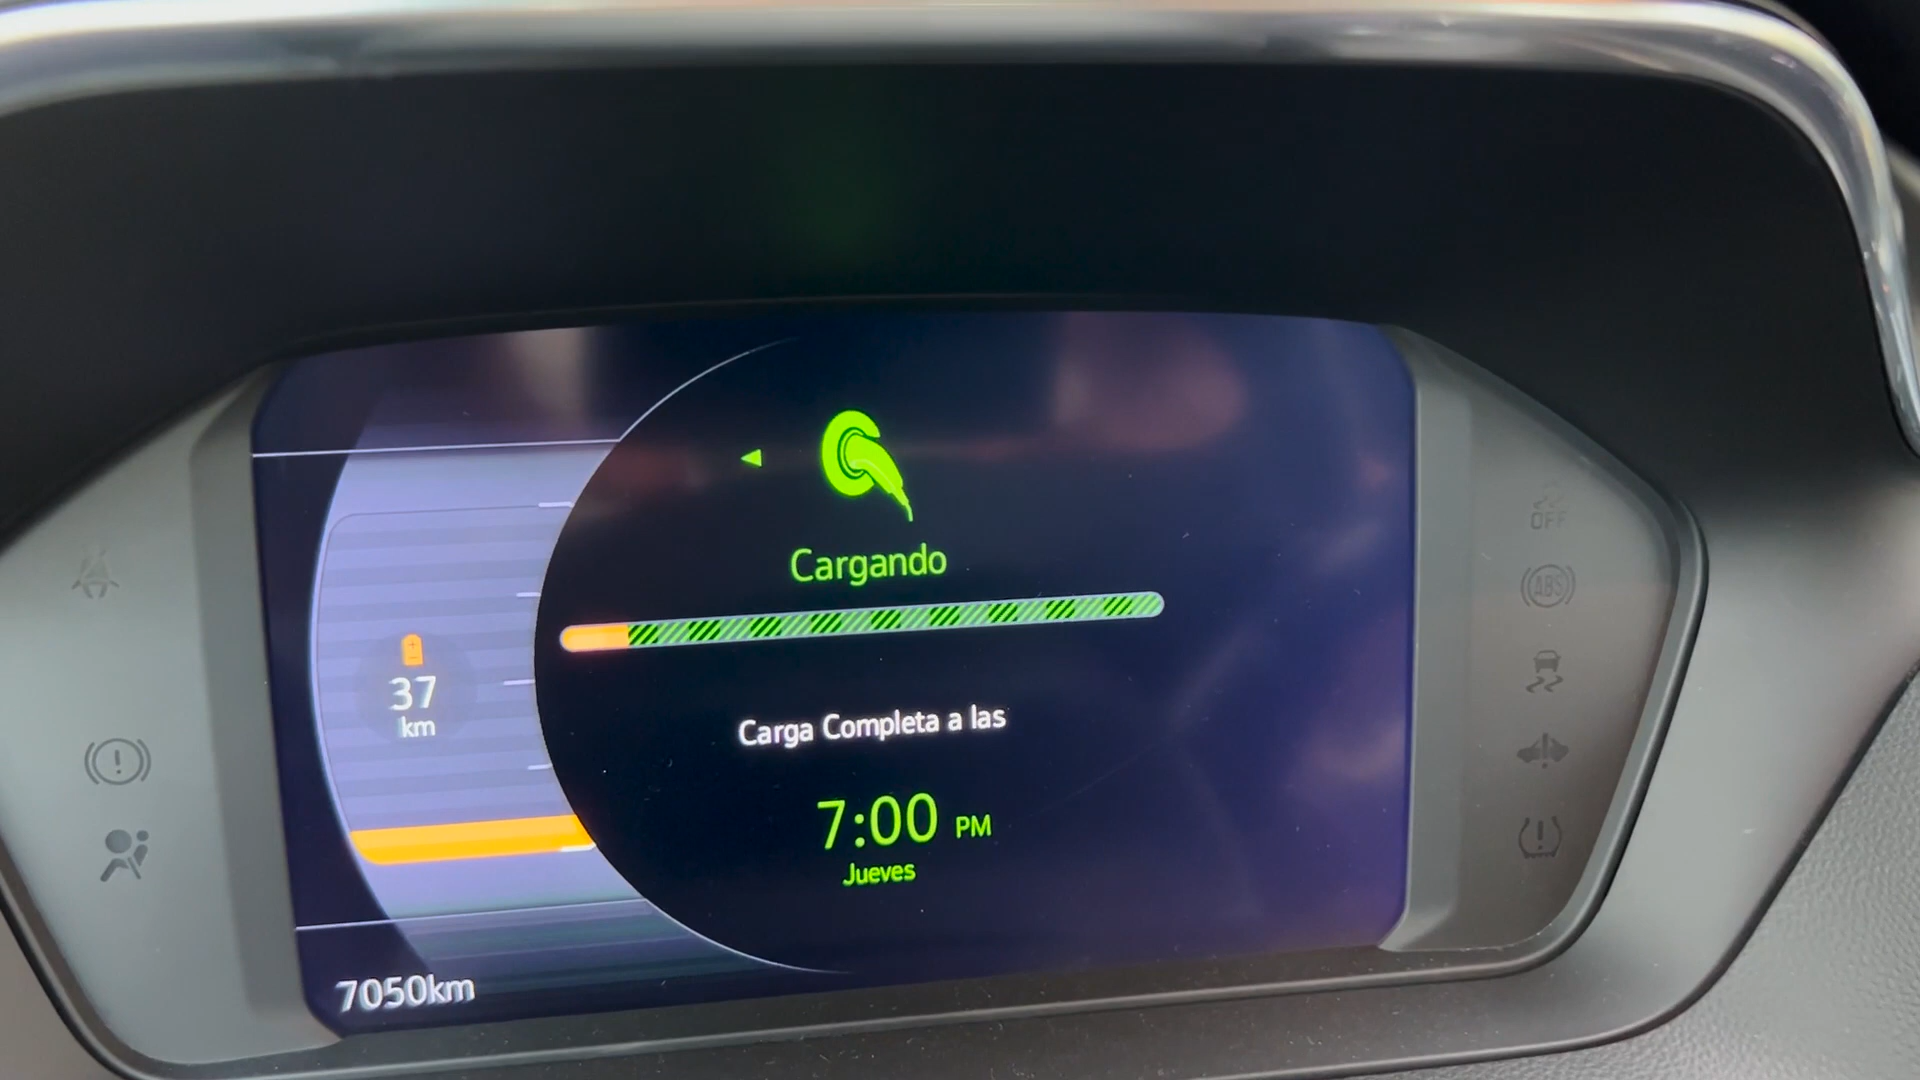 Cargando
37
km
Carga Completa a las
7:00 PM
Jueves
7050km
OFF
ABS